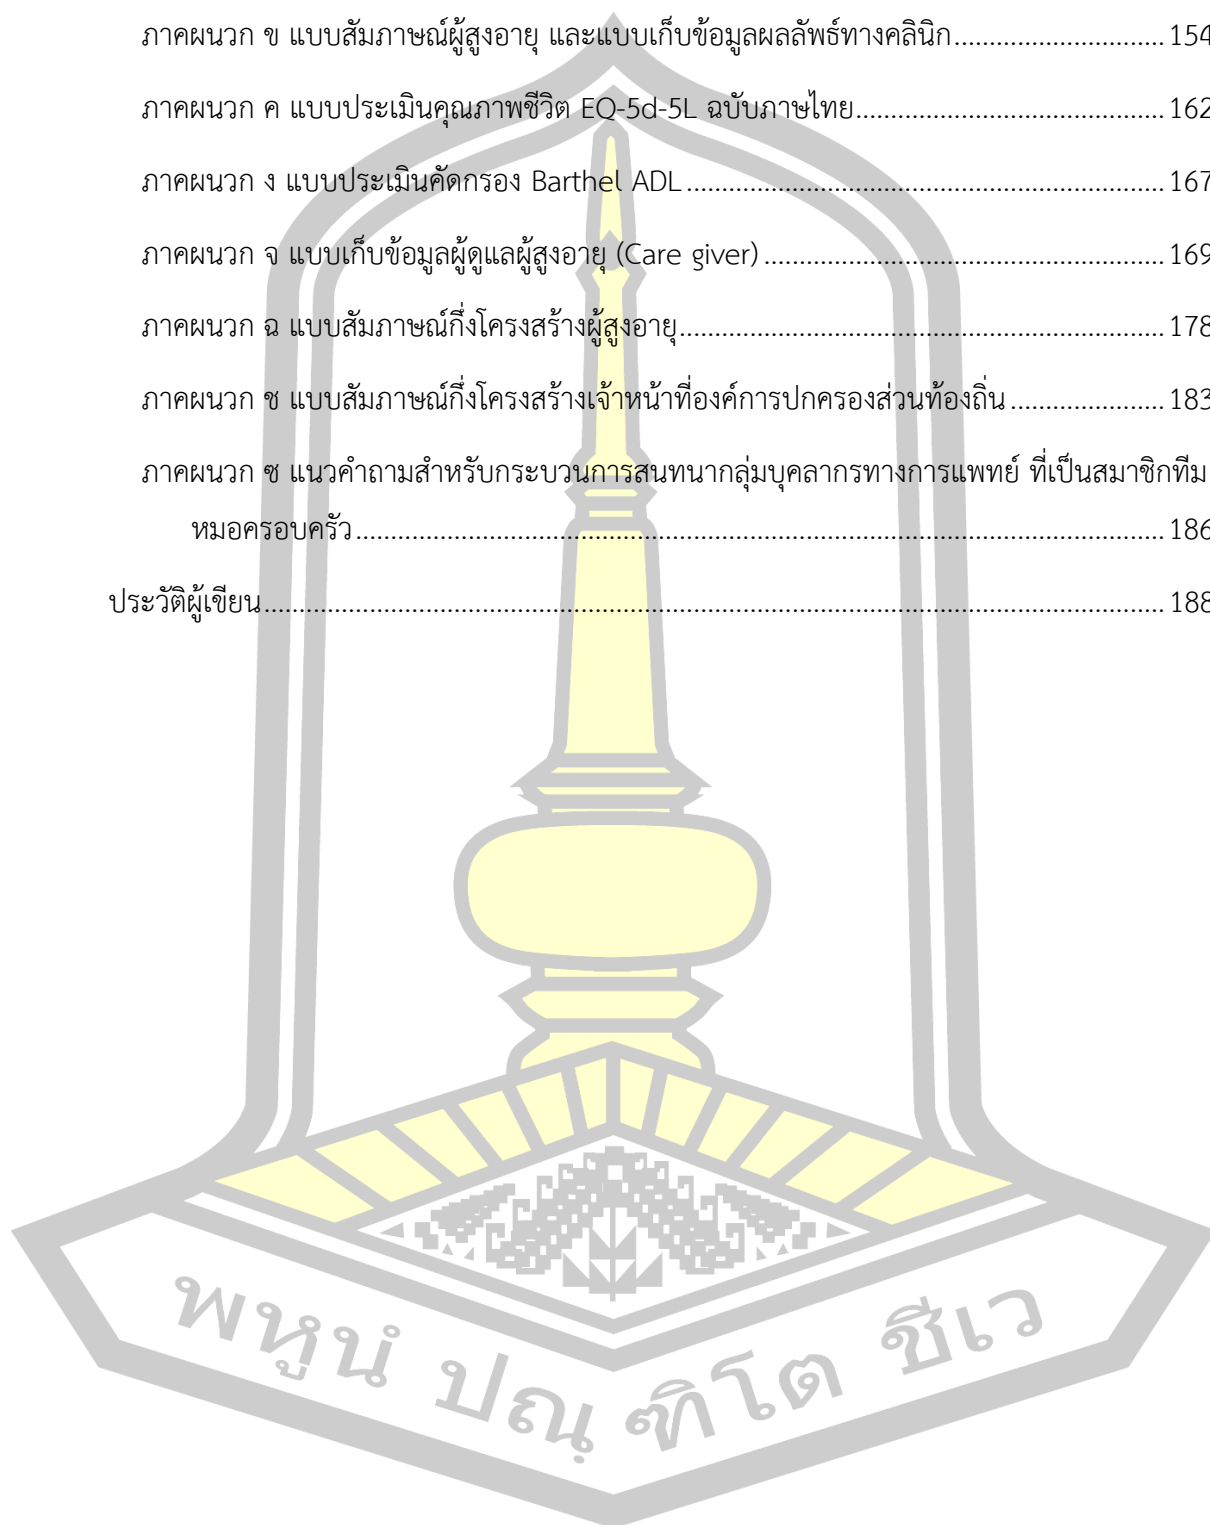 ภาคผนวก ข แบบสัมภาษณ์ผู้สูงอายุ และแบบเก็บข้อมูลผลลัพธ์ทางคลินิก.............................. 154
ภาคผนวก ค แบบประเมินคุณภาพชีวิต EQ-5d-5L ฉบับภาษาไทย............................................ 162
ภาคผนวก ง แบบประเมินคัดกรอง Barthel ADL.................................................................... 167
ภาคผนวก จ แบบเก็บข้อมูลผู้ดูแลผู้สูงอายุ (Care giver)......................................................... 169
ภาคผนวก ฉ แบบสัมภาษณ์กึ่งโครงสร้างผู้สูงอายุ..................................................................... 178
ภาคผนวก ช แบบสัมภาษณ์กึ่งโครงสร้างเจ้าหน้าที่องค์การปกครองส่วนท้องถิ่น...................... 183
ภาคผนวก ซ แนวคำถามสำหรับกระบวนการสนทนากลุ่มบุคลากรทางการแพทย์ ที่เป็นสมาชิกทีม
หมอครอบครัว................................................................................................................... 186
ประวัติผู้เขียน................................................................................................................................ 188
พหูนํ ปณฺฑิโต ชีเว